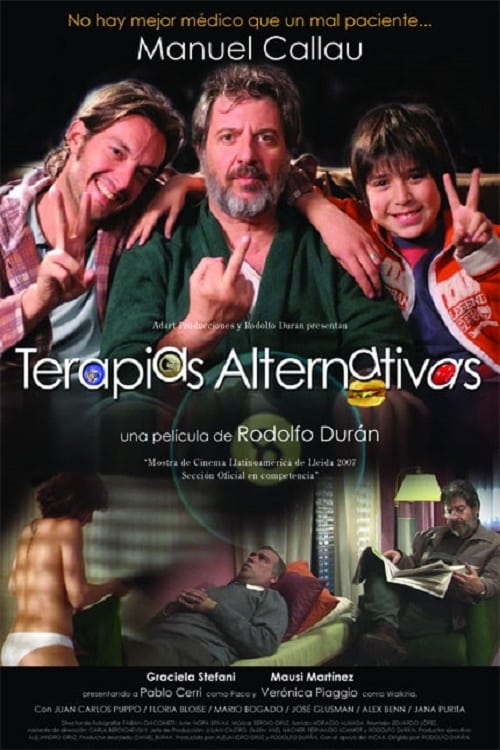 No hay mejor médico que un mal paciente...
Manuel Callau
Adart Producciones y Rodolfo Durán presentan
Terapias Alternativas
una película de Rodolfo Durán
"Mostra de Cinema Llatinoamericà de Lleida 2007
Sección Oficial en competencia"
Graciela Stefani Mausi Martínez
presentando a Pablo Cerri como Paco y Verónica Piaggio como Walkiria.
Con JUAN CARLOS PUPPO / FLORIA BLOISE / MARIO BOGADO / JOSÉ GLUSMAN / ALEX BENN / JANA PURITA